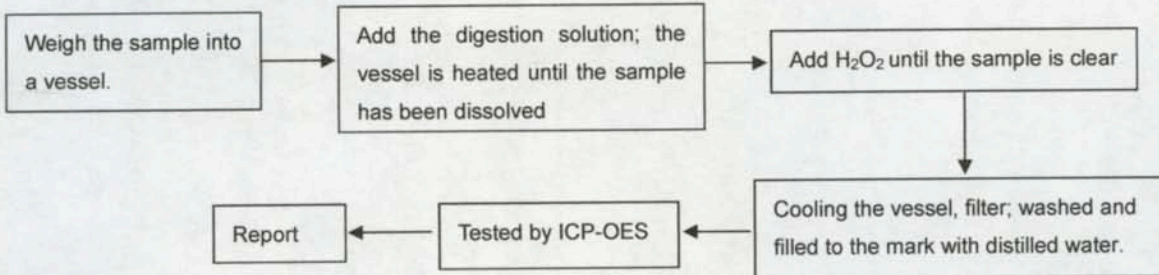 Weigh the sample into
a vessel.
Add the digestion solution; the
vessel is heated until the sample
has been dissolved
Add H₂O₂ until the sample is clear
Cooling the vessel, filter; washed and
filled to the mark with distilled water.
Tested by ICP-OES
Report